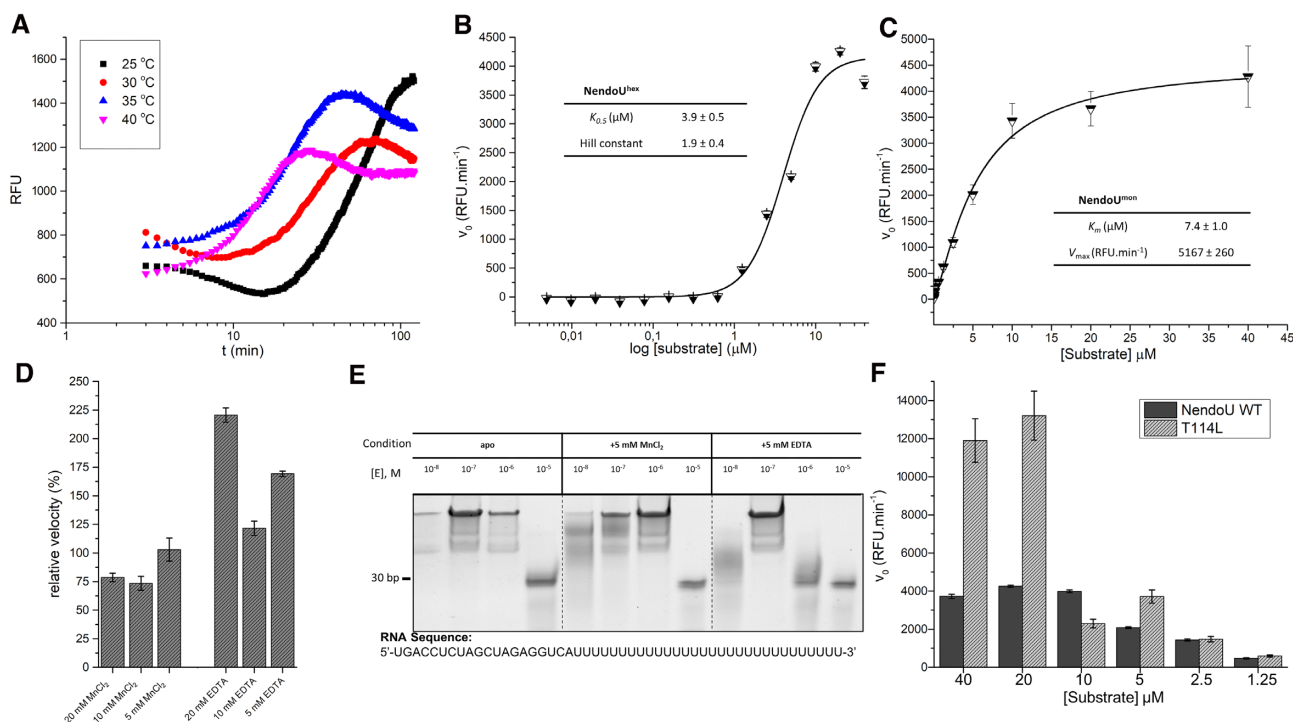 A
25 °C
30 °C
35 °C
40 °C
1600
1400
1200
1000
800
600
400
RFU
1
10
100
t (min)
B
NendoU^hex
K0.5 (μM) 3.9 ± 0.5
Hill constant 1.9 ± 0.4
4500
4000
3500
3000
2500
2000
1500
1000
500
0
v0 (RFU.min-1)
0,01
0,1
1
10
log [substrate] (μM)
C
5000
4500
4000
3500
3000
2500
2000
1500
1000
500
0
v0 (RFU.min-1)
NendoU^mon
Km (μM) 7.4 ± 1.0
Vmax (RFU.min-1) 5167 ± 260
5 10 15 20 25 30 35 40 45
[Substrate] μM
D
250
225
200
175
150
125
100
75
50
25
0
relative velocity (%)
20 mM MnCl2
10 mM MnCl2
5 mM MnCl2
20 mM EDTA
10 mM EDTA
5 mM EDTA
E
Condition apo +5 mM MnCl2 +5 mM EDTA
[E], M 10-8 10-7 10-6 10-5 10-8 10-7 10-6 10-5 10-8 10-7 10-6 10-5
30 bp
RNA Sequence:
5'-UGACCUCUAGCUAGAGGUCAUUUUUUUUUUUUUUUUUUUUUUUUUUUUUU-3'
F
NendoU WT
T114L
14000
12000
10000
8000
6000
4000
2000
0
v0 (RFU.min-1)
40 20 10 5 2.5 1.25
[Substrate] μM